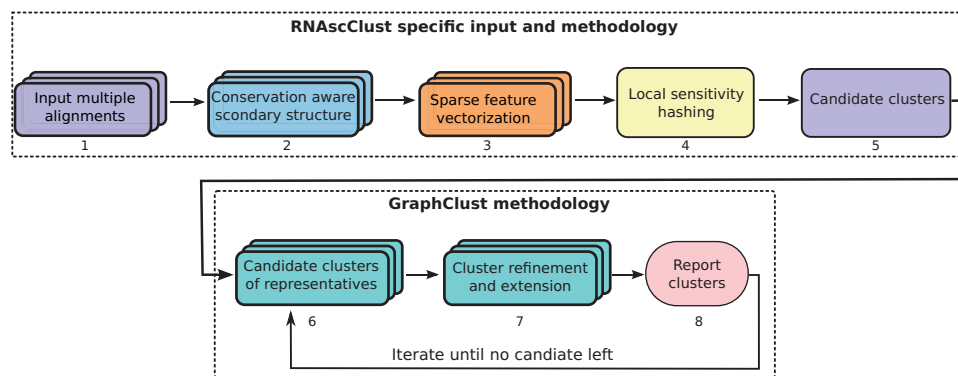 RNAscClust specific input and methodology
Input multiple
alignments
1
Conservation aware
scondary structure
2
Sparse feature
vectorization
3
Local sensitivity
hashing
4
Candidate clusters
5
GraphClust methodology
Candidate clusters
of representatives
6
Cluster refinement
and extension
7
Report
clusters
8
Iterate until no candiate left